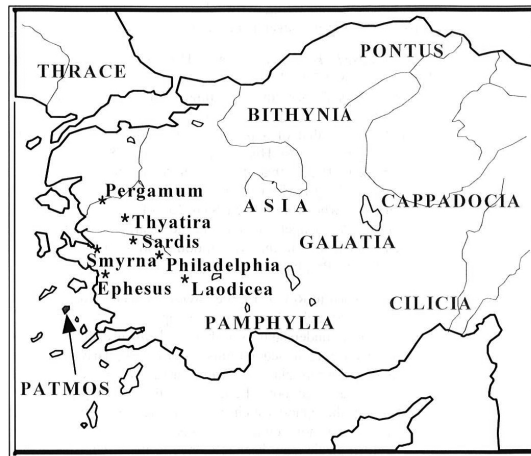 PONTUS
THRACE
BITHYNIA
Pergamum
ASIA
CAPPADOCIA
Thyatira
Sardis
GALATIA
Smyrna
Philadelphia
Ephesus
Laodicea
CILICIA
PAMPHYLIA
PATMOS